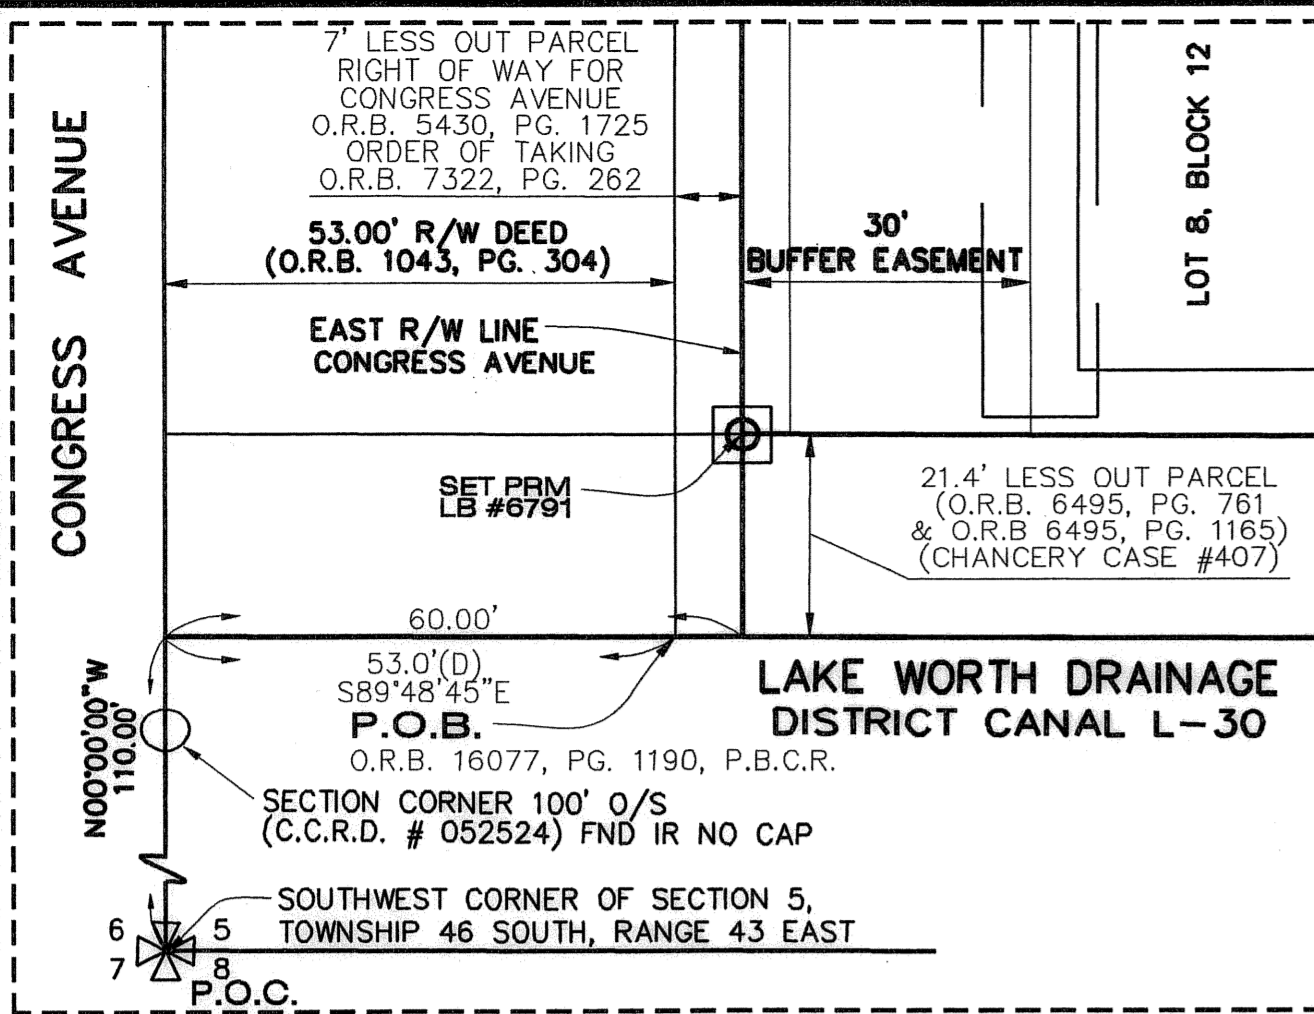 7' LESS OUT PARCEL
RIGHT OF WAY FOR
CONGRESS AVENUE
O.R.B. 5430, PG. 1725
ORDER OF TAKING
O.R.B. 7322, PG. 262
53.00' R/W DEED
(O.R.B. 1043, PG. 304)
30'
BUFFER EASEMENT
LOT 8, BLOCK 12
CONGRESS AVENUE
EAST R/W LINE
CONGRESS AVENUE
SET PRM
LB #6791
21.4' LESS OUT PARCEL
(O.R.B. 6495, PG. 761
& O.R.B 6495, PG. 1165)
(CHANCERY CASE #407)
60.00'
53.0'(D)
S89°48'45"E
P.O.B.
O.R.B. 16077, PG. 1190, P.B.C.R.
LAKE WORTH DRAINAGE
DISTRICT CANAL L-30
N00°00'00"W
110.00'
SECTION CORNER 100' O/S
(C.C.R.D. # 052524) FND IR NO CAP
SOUTHWEST CORNER OF SECTION 5,
TOWNSHIP 46 SOUTH, RANGE 43 EAST
6 5
7 8
P.O.C.